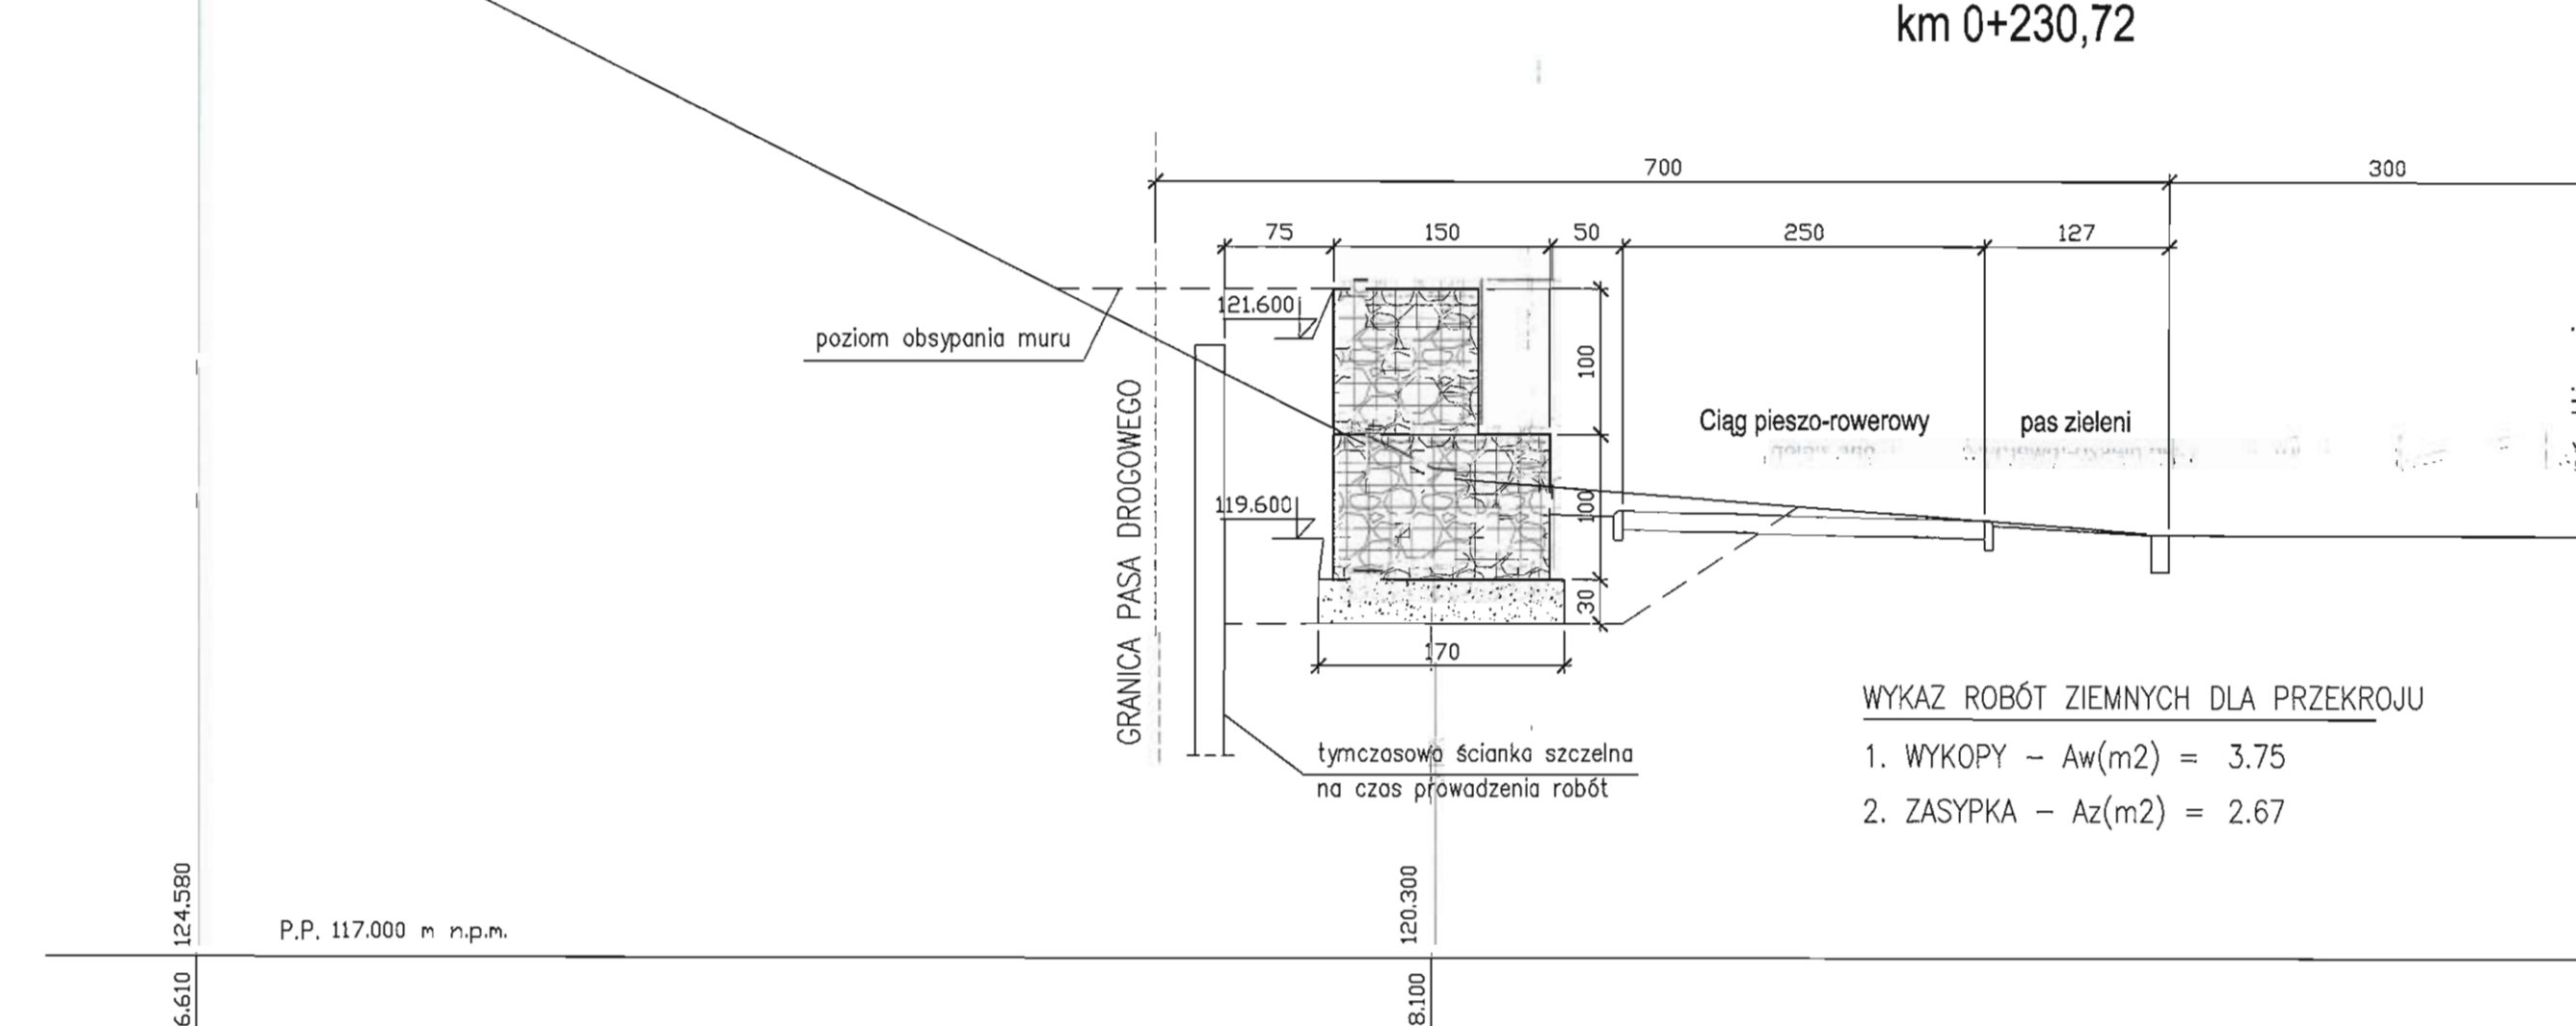 km 0+230,72
700
300
75
150
50
250
127
121.600
poziom obsypania muru
100
GRANICA PASA DROGOWEGO
Ciąg pieszo-rowerowy
pas zieleni
119.600
100
30
170
WYKAZ ROBÓT ZIEMNYCH DLA PRZEKROJU
1. WYKOPY - Aw(m2) = 3.75
2. ZASYPKA - Az(m2) = 2.67
tymczasowa ścianka szczelna
na czas prowadzenia robót
124.580
120.300
P.P. 117.000 m n.p.m.
6.610
8.100